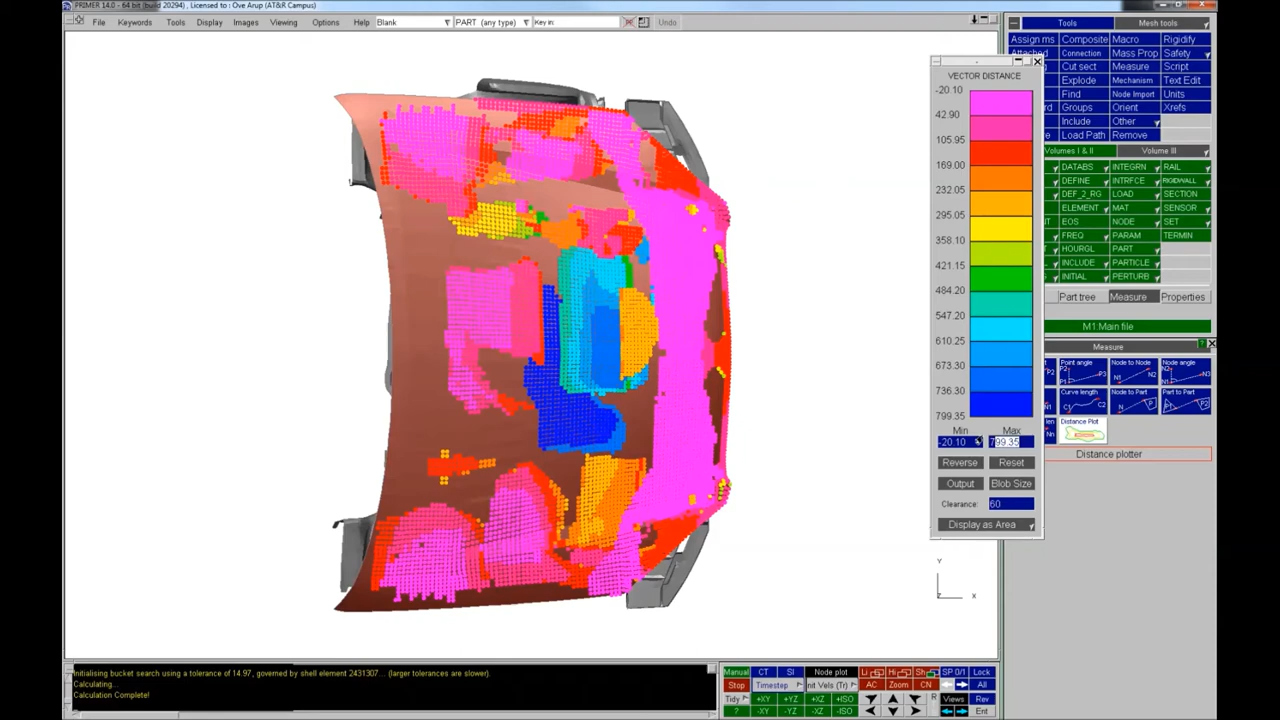 PRIMER 14.0 - 64 bit (build 20294), Licensed to : Ove Arup (AT&R Campus)
File Keywords Tools Display Images Viewing Options Help Blank PART (any type) Key in: Undo
Tools Mesh tools
Assign ms Composite Macro Rigidify
Attached Connection Mass Prop Safety
Cut sect Measure Script
Explode Mechanism Text Edit
Find Node Import Units
Groups Orient Xrefs
Include Other
Load Path Remove
Volumes I & II Volume III
DATABS INTEGRN RAIL
DEFINE INTRFCE RIGIDWALL
DEF_2_RG LOAD SECTION
ELEMENT MAT SENSOR
EOS NODE SET
FREQ PARAM TERMIN
HOURGL PART
INCLUDE PARTICLE
INITIAL PERTURB
Part tree Measure Properties
M1:Main file
Measure
Point angle Node to Node Node angle
Curve length Node to Part Part to Part
Distance Plot
Distance plotter
VECTOR DISTANCE
-20.10
42.90
105.95
169.00
232.05
295.05
358.10
421.15
484.20
547.20
610.25
673.30
736.30
799.35
Min Max
-20.10 799.35
Reverse Reset
Output Blob Size
Clearance: 60
Display as Area
Y
Z X
Initialising bucket search using a tolerance of 14.97, governed by shell element 2431307... (larger tolerances are slower).
Calculating...
Calculation Complete!
Manual CT SI Node plot Li Hi Sh SP 0/1 Lock
Stop Timestep nit Vels (Tr) AC Zoom CN All
Tidy +XY +YZ +XZ +ISO R Views Rev
? -XY -YZ -XZ -ISO Ent